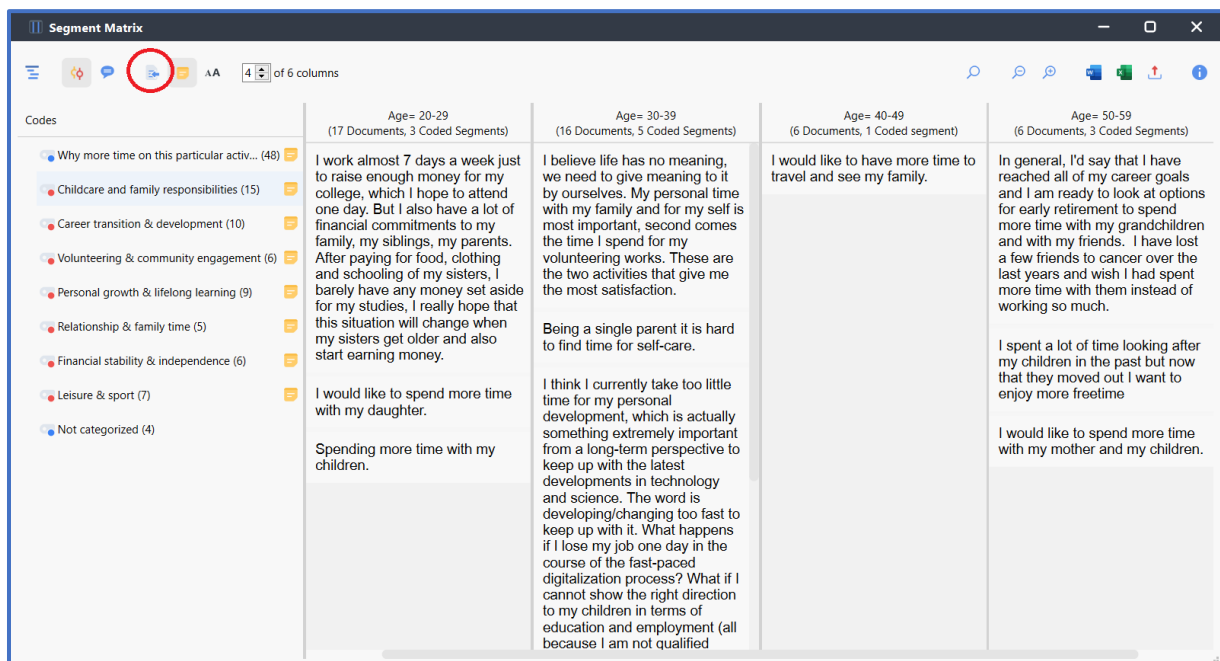 Segment Matrix
AA
4 of 6 columns
Codes
Why more time on this particular activ... (48)
Childcare and family responsibilities (15)
Career transition & development (10)
Volunteering & community engagement (6)
Personal growth & lifelong learning (9)
Relationship & family time (5)
Financial stability & independence (6)
Leisure & sport (7)
Not categorized (4)
Age= 20-29
(17 Documents, 3 Coded Segments)
I work almost 7 days a week just
to raise enough money for my
college, which I hope to attend
one day. But I also have a lot of
financial commitments to my
family, my siblings, my parents.
After paying for food, clothing
and schooling of my sisters, I
barely have any money set aside
for my studies, I really hope that
this situation will change when
my sisters get older and also
start earning money.
I would like to spend more time
with my daughter.
Spending more time with my
children.
Age= 30-39
(16 Documents, 5 Coded Segments)
I believe life has no meaning,
we need to give meaning to it
by ourselves. My personal time
with my family and for my self is
most important, second comes
the time I spend for my
volunteering works. These are
the two activities that give me
the most satisfaction.
Being a single parent it is hard
to find time for self-care.
I think I currently take too little
time for my personal
development, which is actually
something extremely important
from a long-term perspective to
keep up with the latest
developments in technology
and science. The word is
developing/changing too fast to
keep up with it. What happens
if I lose my job one day in the
course of the fast-paced
digitalization process? What if I
cannot show the right direction
to my children in terms of
education and employment (all
because I am not qualified
Age= 40-49
(6 Documents, 1 Coded segment)
I would like to have more time to
travel and see my family.
Age= 50-59
(6 Documents, 3 Coded Segments)
In general, I'd say that I have
reached all of my career goals
and I am ready to look at options
for early retirement to spend
more time with my grandchildren
and with my friends.  I have lost
a few friends to cancer over the
last years and wish I had spent
more time with them instead of
working so much.
I spent a lot of time looking after
my children in the past but now
that they moved out I want to
enjoy more freetime
I would like to spend more time
with my mother and my children.